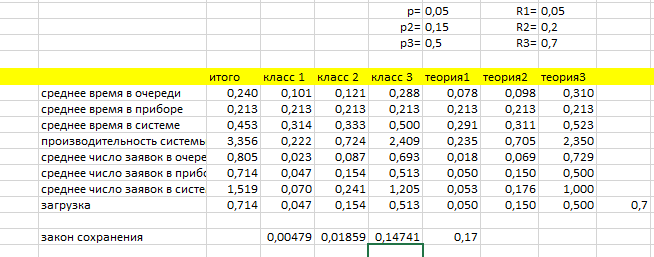 p= 0,05 R1= 0,05
p2= 0,15 R2= 0,2
p3= 0,5 R3= 0,7
итого класс 1 класс 2 класс 3 теория1 теория2 теория3
среднее время в очереди 0,240 0,101 0,121 0,288 0,078 0,098 0,310
среднее время в приборе 0,213 0,213 0,213 0,213 0,213 0,213 0,213
среднее время в системе 0,453 0,314 0,333 0,500 0,291 0,311 0,523
производительность системы 3,356 0,222 0,724 2,409 0,235 0,705 2,350
среднее число заявок в очере 0,805 0,023 0,087 0,693 0,018 0,069 0,729
среднее число заявок в прибо 0,714 0,047 0,154 0,513 0,050 0,150 0,500
среднее число заявок в систе 1,519 0,070 0,241 1,205 0,053 0,176 1,000
загрузка 0,714 0,047 0,154 0,513 0,050 0,150 0,500 0,7
закон сохранения 0,00479 0,01859 0,14741 0,17